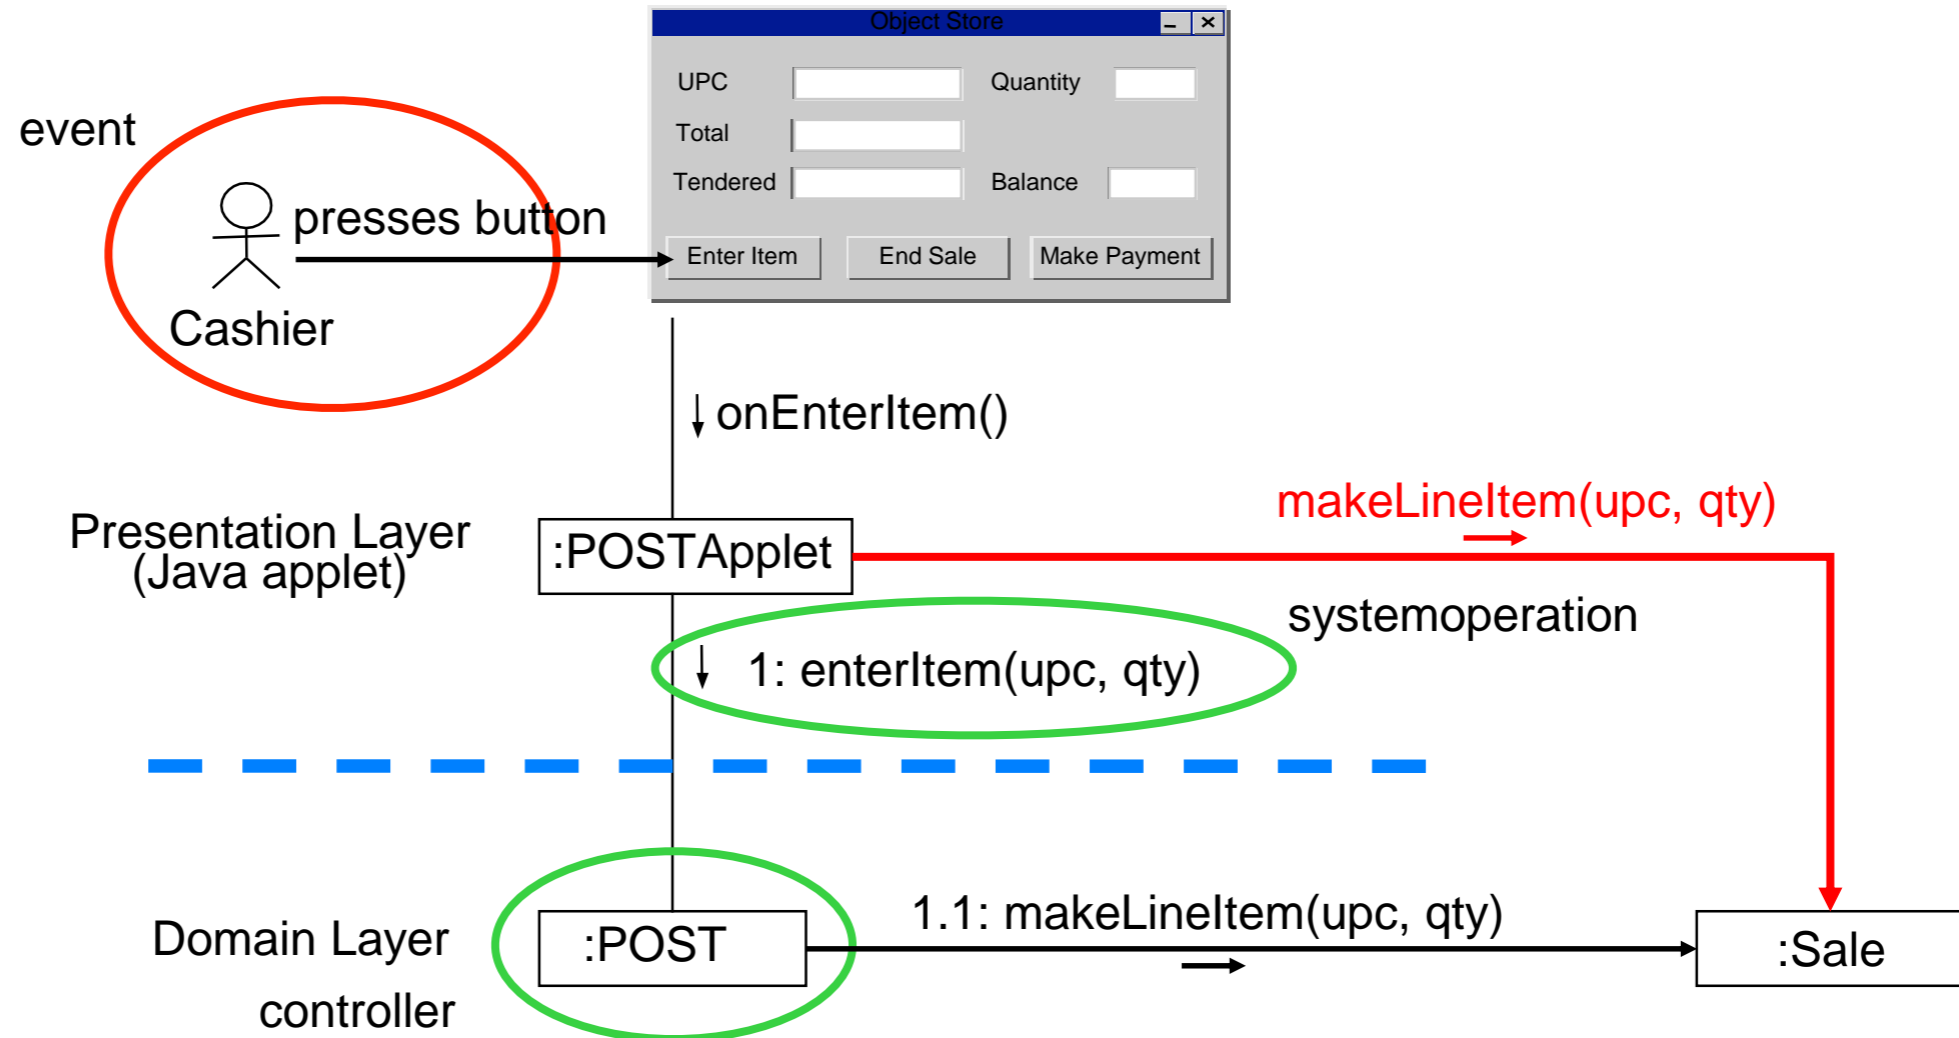 Object Store
UPC
Quantity
event
Total
Tendered
Balance
presses button
Enter Item
End Sale
Make Payment
Cashier
onEnterItem()
makeLineItem(upc, qty)
Presentation Layer
(Java applet)
:POSTApplet
systemoperation
1: enterItem(upc, qty)
1.1: makeLineItem(upc, qty)
Domain Layer
controller
:POST
:Sale